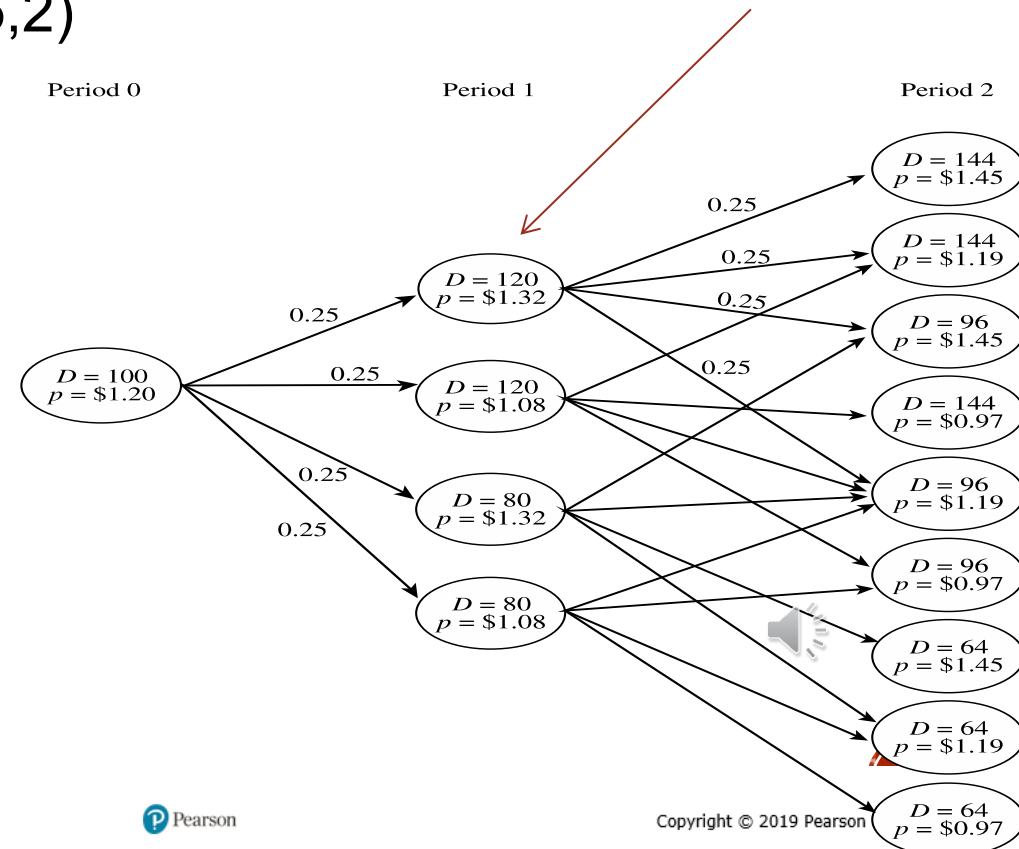 ,2)
Period 0
Period 1
Period 2
D = 100
p = $1.20
0.25
0.25
0.25
0.25
D = 120
p = $1.32
D = 120
p = $1.08
D = 80
p = $1.32
D = 80
p = $1.08
0.25
0.25
0.25
0.25
D = 144
p = $1.45
D = 144
p = $1.19
D = 96
p = $1.45
D = 144
p = $0.97
D = 96
p = $1.19
D = 96
p = $0.97
D = 64
p = $1.45
D = 64
p = $1.19
D = 64
p = $0.97
P Pearson
Copyright © 2019 Pearson